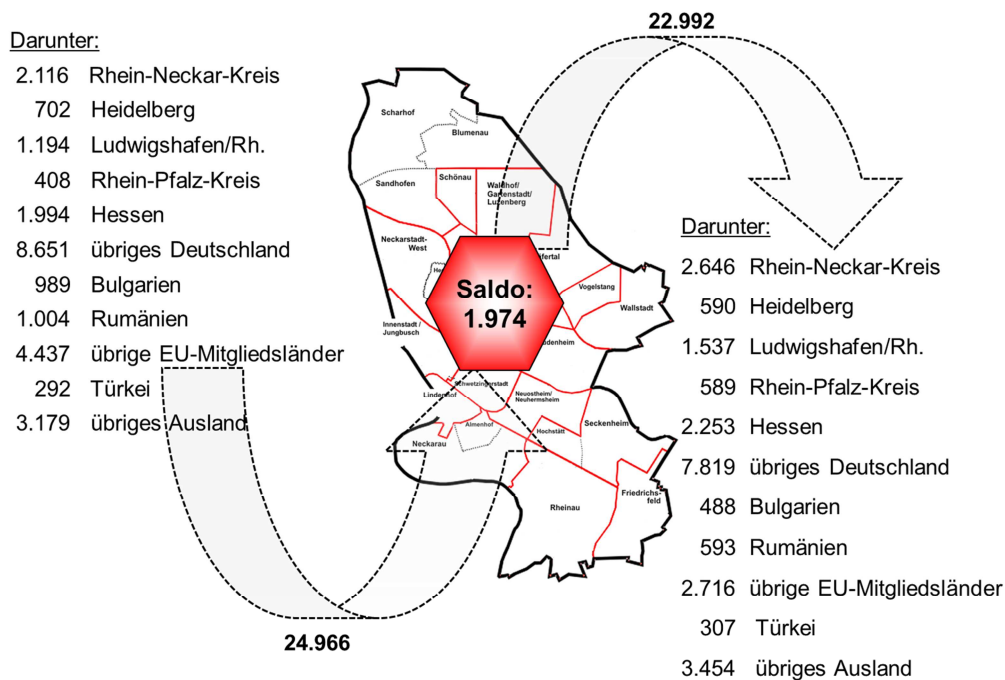 22.992
Darunter:
2.116 Rhein-Neckar-Kreis
702 Heidelberg
1.194 Ludwigshafen/Rh.
408 Rhein-Pfalz-Kreis
1.994 Hessen
8.651 übriges Deutschland
989 Bulgarien
1.004 Rumänien
4.437 übrige EU-Mitgliedsländer
292 Türkei
3.179 übriges Ausland
24.966
Scharhof
Blumenau
Sandhofen
Schönau
Waldhof/
Gartenstadt/
Luzenberg
Neckarstadt-
West
He
ifertal
Vogelstang
Wallstadt
Saldo:
1.974
Innenstadt /
Jungbusch
udenheim
Schwetzingerstadt
Lindenhof
Neuostheim/
Neuhermsheim
Almenhof
Hochstätt
Seckenheim
Neckarau
Rheinau
Friedrichs-
feld
Darunter:
2.646 Rhein-Neckar-Kreis
590 Heidelberg
1.537 Ludwigshafen/Rh.
589 Rhein-Pfalz-Kreis
2.253 Hessen
7.819 übriges Deutschland
488 Bulgarien
593 Rumänien
2.716 übrige EU-Mitgliedsländer
307 Türkei
3.454 übriges Ausland